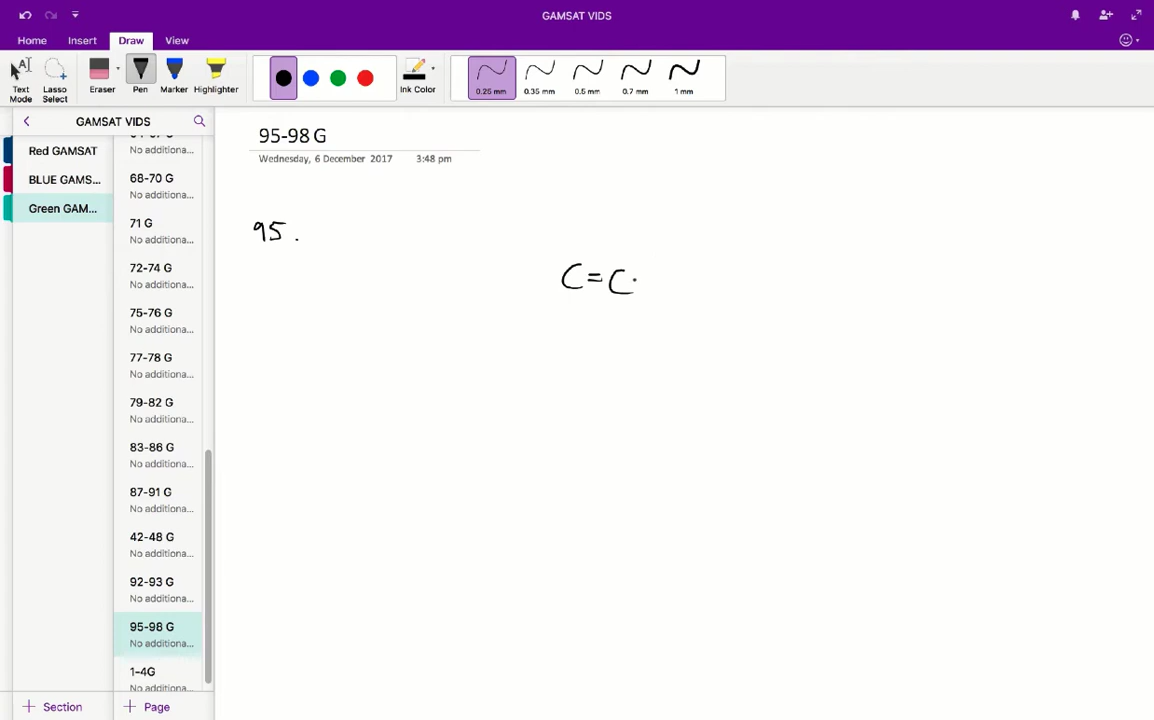 GAMSAT VIDS
Home Insert Draw View
Text Mode
Lasso Select
Eraser
Pen
Marker
Highlighter
Ink Color
0.25 mm
0.35 mm
0.5 mm
0.7 mm
1 mm
GAMSAT VIDS
Red GAMSAT
BLUE GAMS...
Green GAM...
No additiona...
68-70 G
No additiona...
71 G
No additiona...
72-74 G
No additiona...
75-76 G
No additiona...
77-78 G
No additiona...
79-82 G
No additiona...
83-86 G
No additiona...
87-91 G
No additiona...
42-48 G
No additiona...
92-93 G
No additiona...
95-98 G
No additiona...
1-4G
No additiona...
+ Section
+ Page
95-98 G
Wednesday, 6 December 2017 3:48 pm
95.
C=C